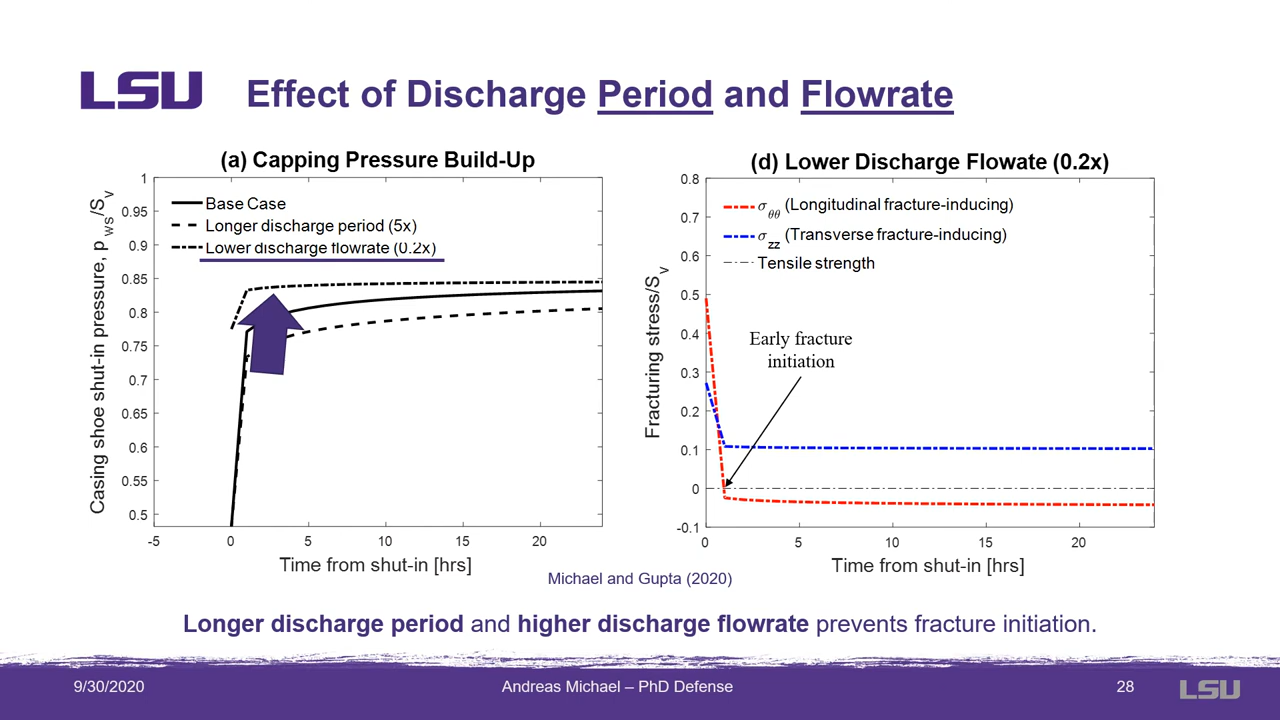 LSU
Effect of Discharge Period and Flowrate
(a) Capping Pressure Build-Up
Casing shoe shut-in pressure, p_ws/S_v
1
0.95
0.9
0.85
0.8
0.75
0.7
0.65
0.6
0.55
0.5
Base Case
Longer discharge period (5x)
Lower discharge flowrate (0.2x)
-5
0
5
10
15
20
Time from shut-in [hrs]
(d) Lower Discharge Flowate (0.2x)
Fracturing stress/S_v
0.8
0.7
0.6
0.5
0.4
0.3
0.2
0.1
0
-0.1
σ_θθ (Longitudinal fracture-inducing)
σ_zz (Transverse fracture-inducing)
Tensile strength
Early fracture
initiation
0
5
10
15
20
Time from shut-in [hrs]
Michael and Gupta (2020)
Longer discharge period and higher discharge flowrate prevents fracture initiation.
9/30/2020
Andreas Michael – PhD Defense
28
LSU